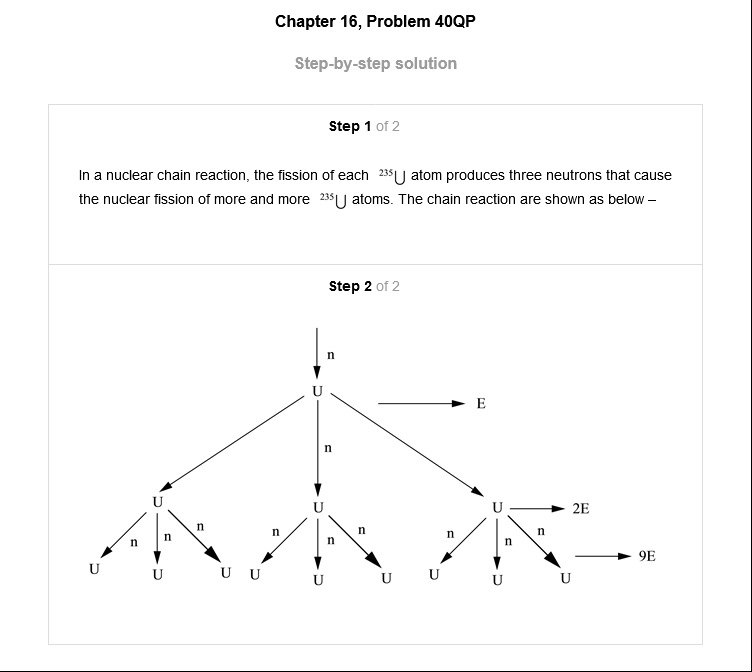 Chapter 16, Problem 40QP
Step-by-step solution
Step 1 of 2
In a nuclear chain reaction, the fission of each ²³⁵U atom produces three neutrons that cause
the nuclear fission of more and more ²³⁵U atoms. The chain reaction are shown as below –
Step 2 of 2
n
U
E
n
U
U
U
2E
n
n
n
n
n
n
n
n
n
9E
U
U
U
U
U
U
U
U
U